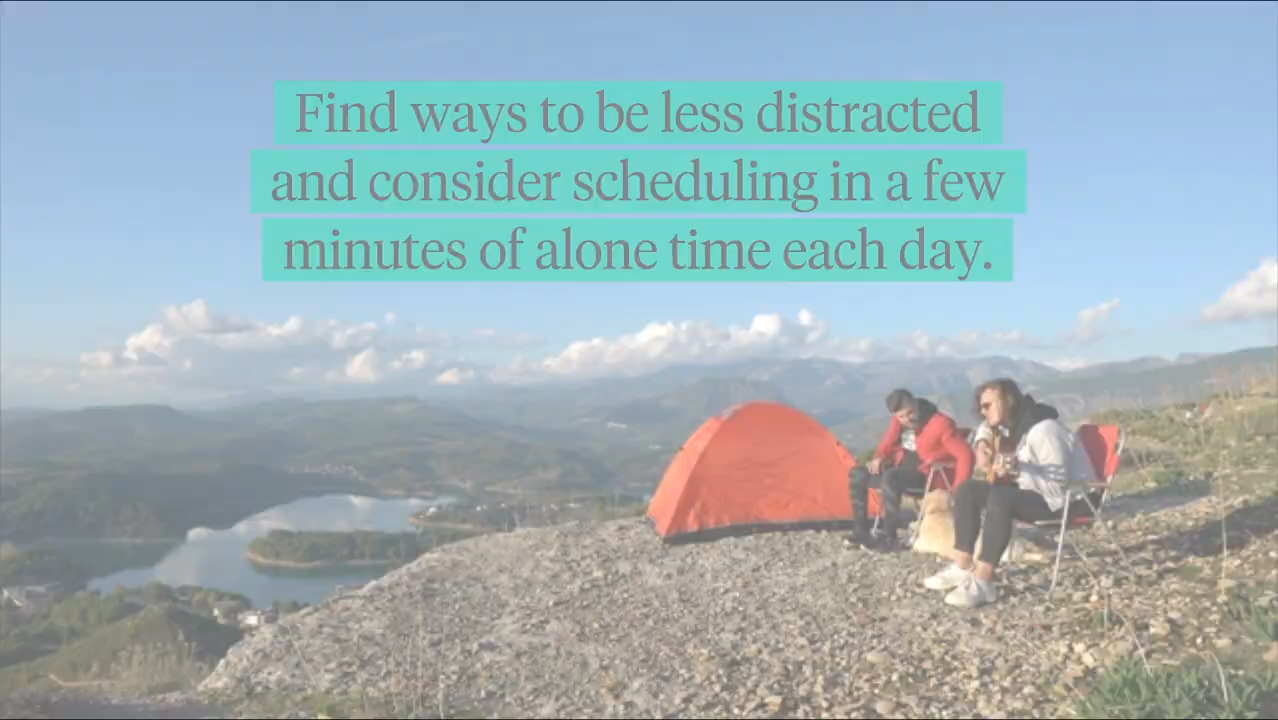 Find ways to be less distracted
and consider scheduling in a few
minutes of alone time each day.